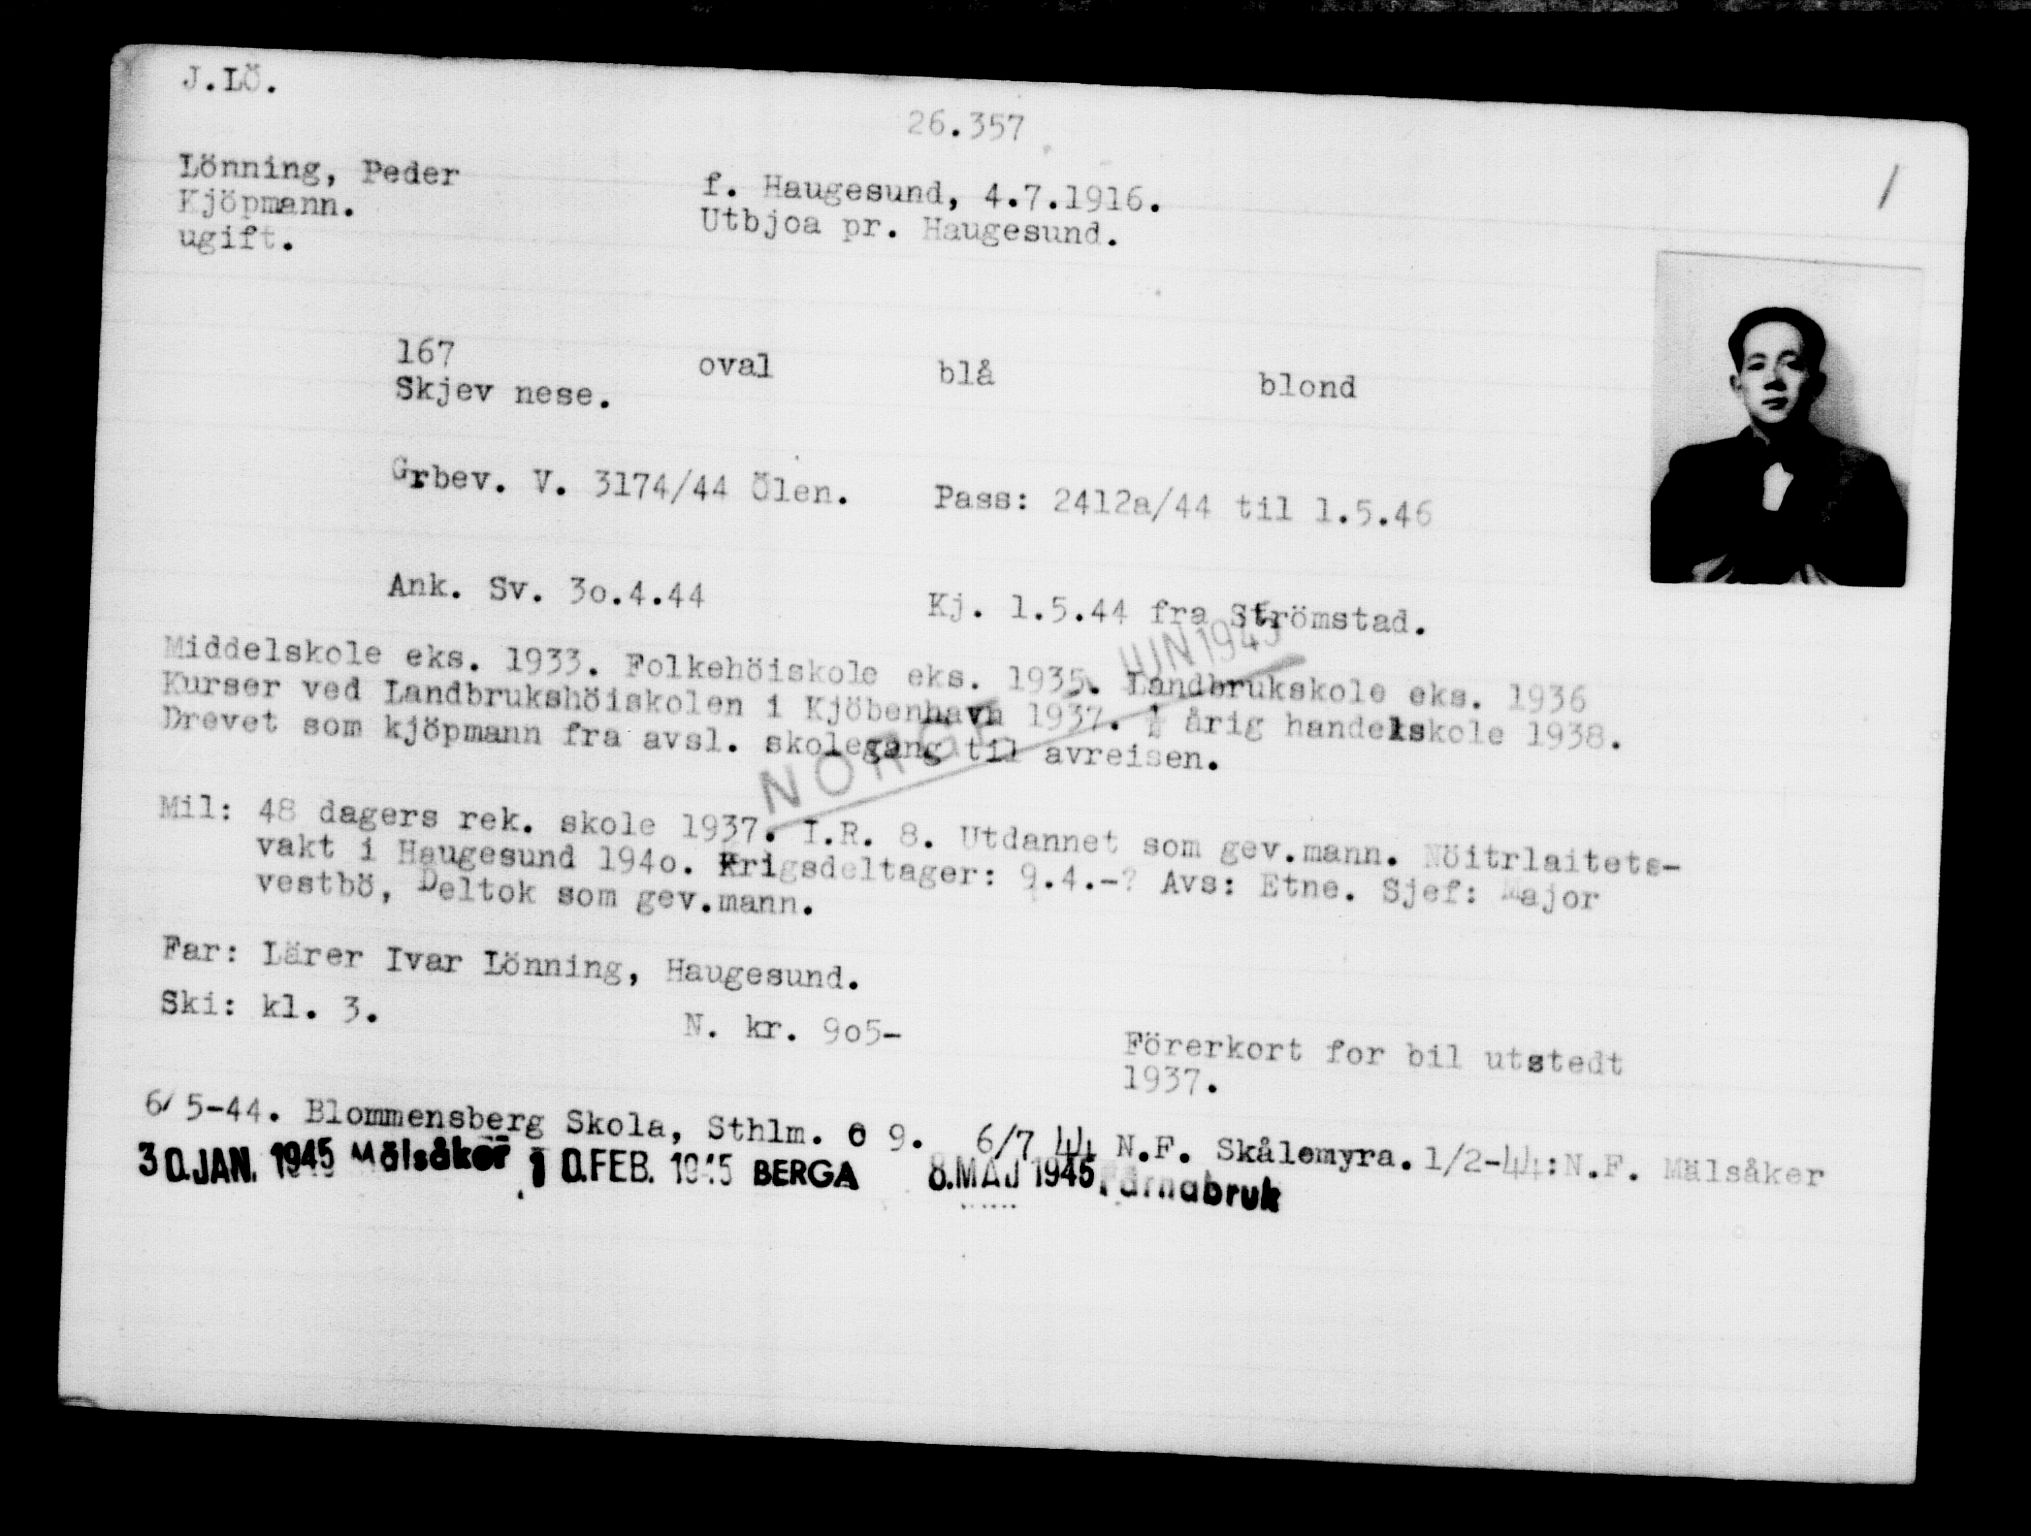 J.LÖ.
26.357
/
Lönning, Peder
f. Haugesund, 4.7.1916.
Kjöpmann.
Utbjoa pr. Haugesund.
ugift.
167 oval blå blond
Skjev nese.
Grbev. V. 3174/44 Ölen. Pass: 2412a/44 til 1.5.46
Ank. Sv. 3o.4.44 Kj. 1.5.44 fra Strömstad.
Middelskole eks. 1933. Folkehöiskole eks. 1935. Landbrukskole eks. 1936
Kurser ved Landbrukshöiskolen i Kjöbenhavn 1937. ½ årig handelskole 1938.
Drevet som kjöpmann fra avsl. skolegang til avreisen.
NORGE JUN 1945
Mil: 48 dagers rek. skole 1937. I.R. 8. Utdannet som gev.mann. Nöitrlaitets-
vakt i Haugesund 194o. Krigsdeltager: 9.4.-? Avs: Etne. Sjef: Major
vestbö, Deltok som gev.mann.
Far: Lärer Ivar Lönning, Haugesund.
Ski: kl. 3. N. kr. 9o5-
Förerkort for bil utstedt
1937.
6/5-44. Blommensberg Skola, Sthlm. 6 9. 6/7 44 N.F. Skålemyra. 1/2-44: N.F. Mälsåker
30.JAN. 1945 Mälsåker 10.FEB. 1945 BERGA 8.MAJ 1945 Färnabruk